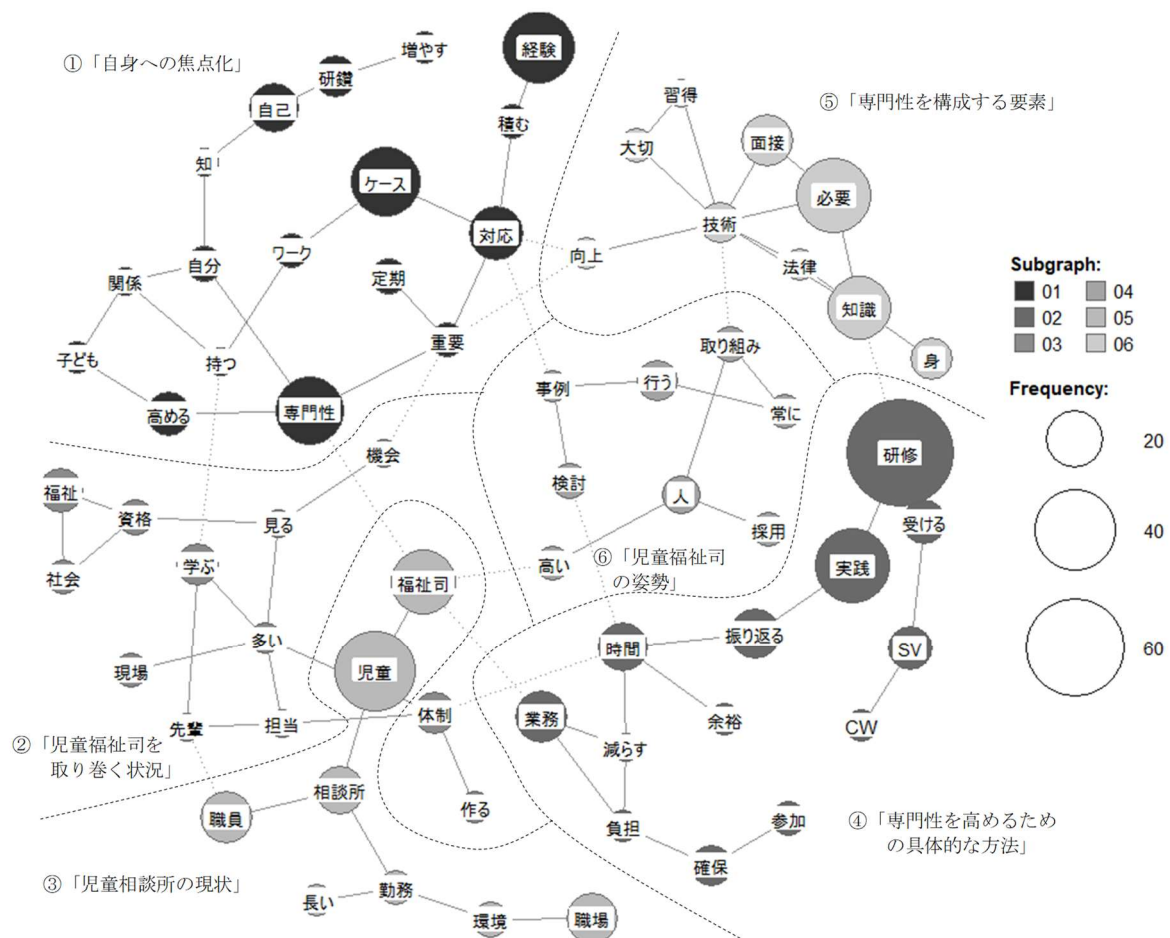 ①「自身への焦点化」
増やす
研鑽
自己
知
経験
積む
ケース
対応
ワーク
自分
関係
定期
重要
子ども
持つ
高める
専門性
⑤「専門性を構成する要素」
習得
大切
面接
必要
技術
向上
法律
知識
身
Subgraph:
01
04
02
05
03
06
Frequency:
20
40
60
取り組み
事例
行う
常に
検討
人
採用
高い
⑥「児童福祉司
の姿勢」
機会
福祉
資格
見る
社会
学ぶ
多い
現場
先輩
担当
体制
作る
②「児童福祉司を
取り巻く状況」
福祉司
児童
相談所
職員
③「児童相談所の現状」
長い
勤務
環境
職場
研修
受ける
実践
振り返る
時間
SV
CW
余裕
業務
減らす
負担
確保
参加
④「専門性を高めるため
の具体的な方法」